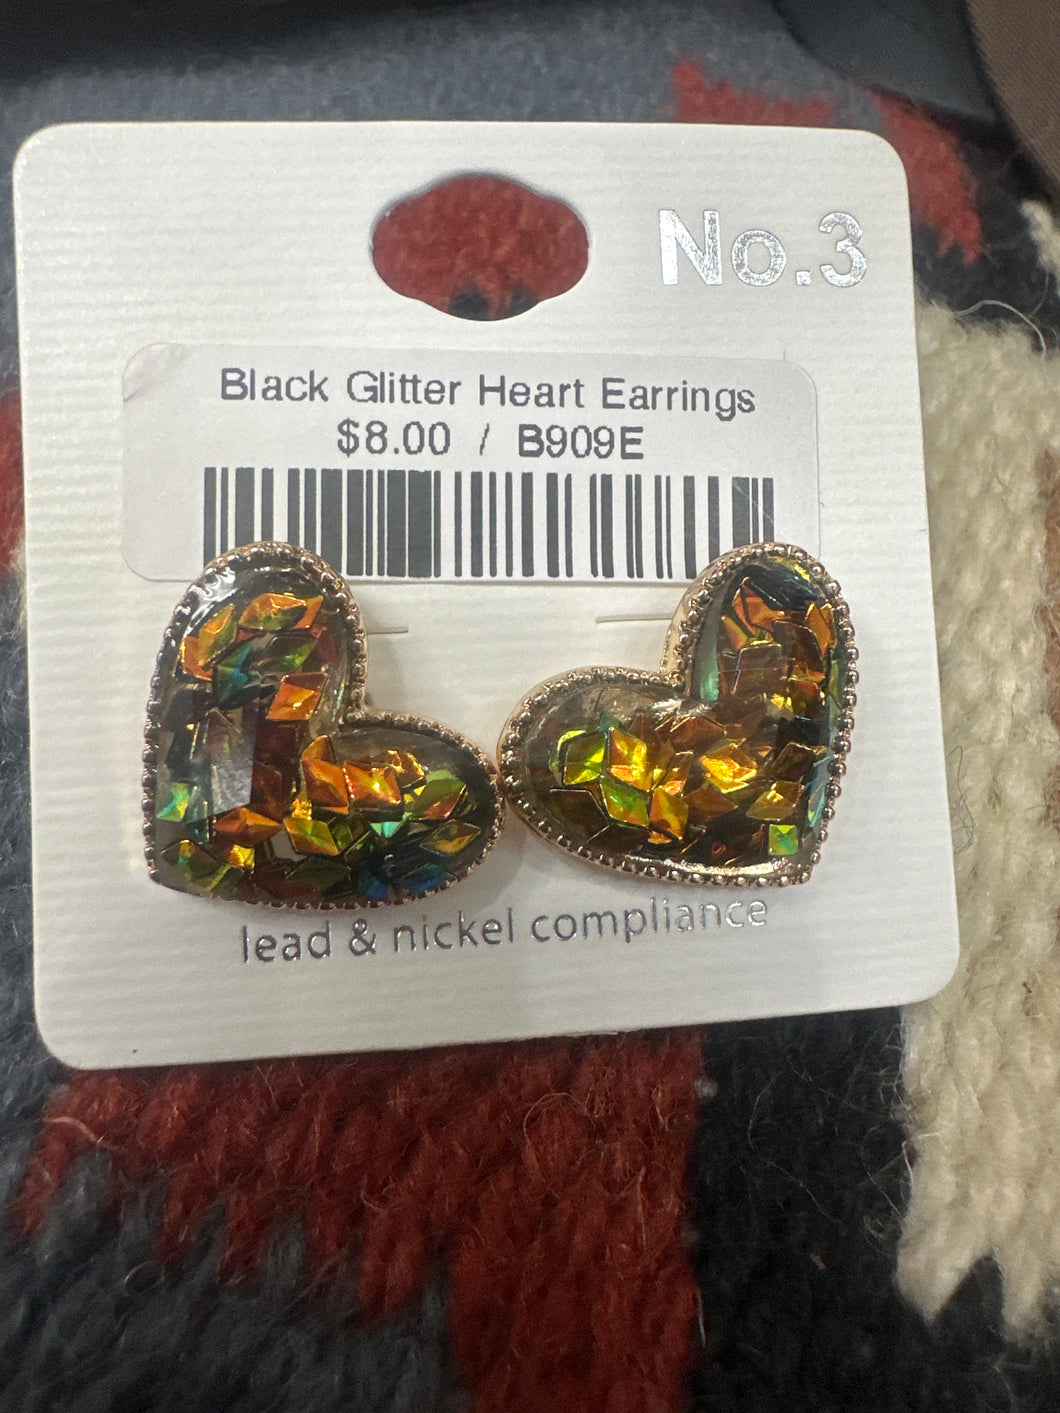 No.3
Black Glitter Heart Earrings
$8.00 / B909E
lead & nickel compliance